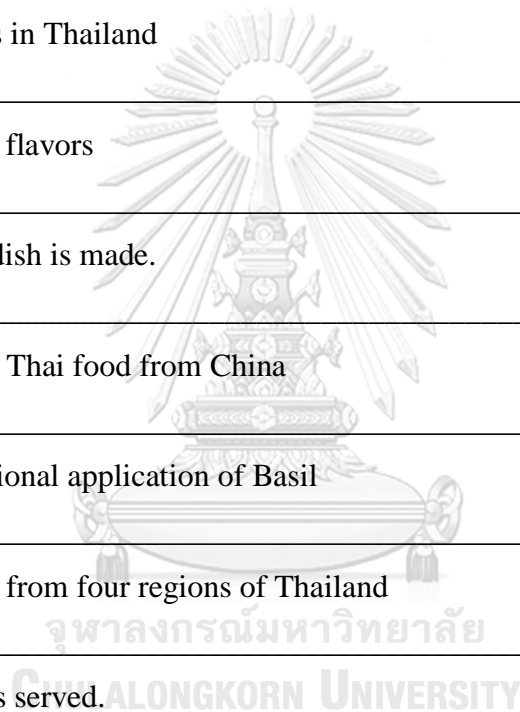 s in Thailand
flavors
dish is made.
Thai food from China
ional application of Basil
from four regions of Thailand
จุฬาลงกรณ์มหาวิทยาลัย
s served.
CHULALONGKORN UNIVERSITY